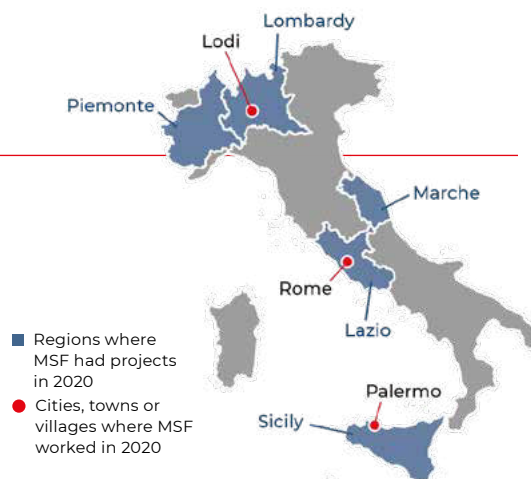 Lombardy
Lodi
Piemonte
Marche
Rome
Lazio
Regions where
MSF had projects
in 2020
Cities, towns or
villages where MSF
worked in 2020
Palermo
Sicily